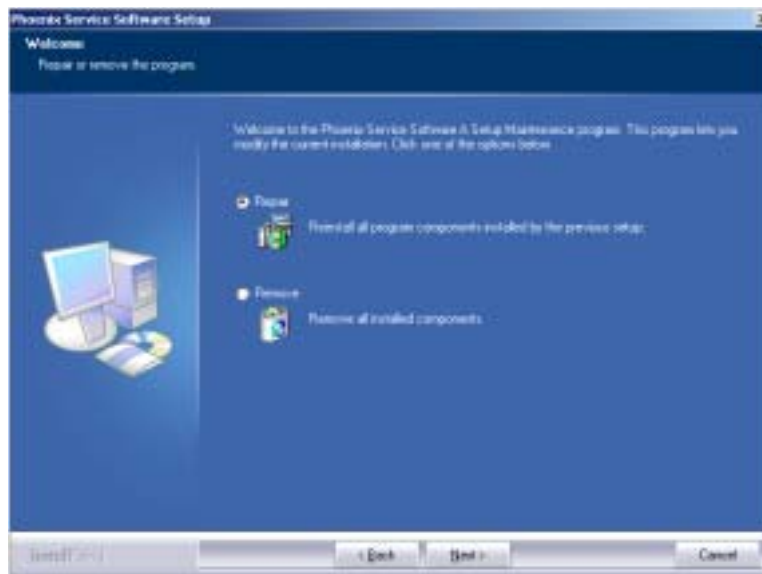 Phoenix Service Software Setup
Welcome
Repair or remove the program.
Welcome to the Phoenix Service Software A Setup Maintenance program. This program lets you
modify the current installation. Click one of the options below.
Repair
Reinstall all program components installed by the previous setup.
Remove
Remove all installed components.
< Back
Next >
Cancel